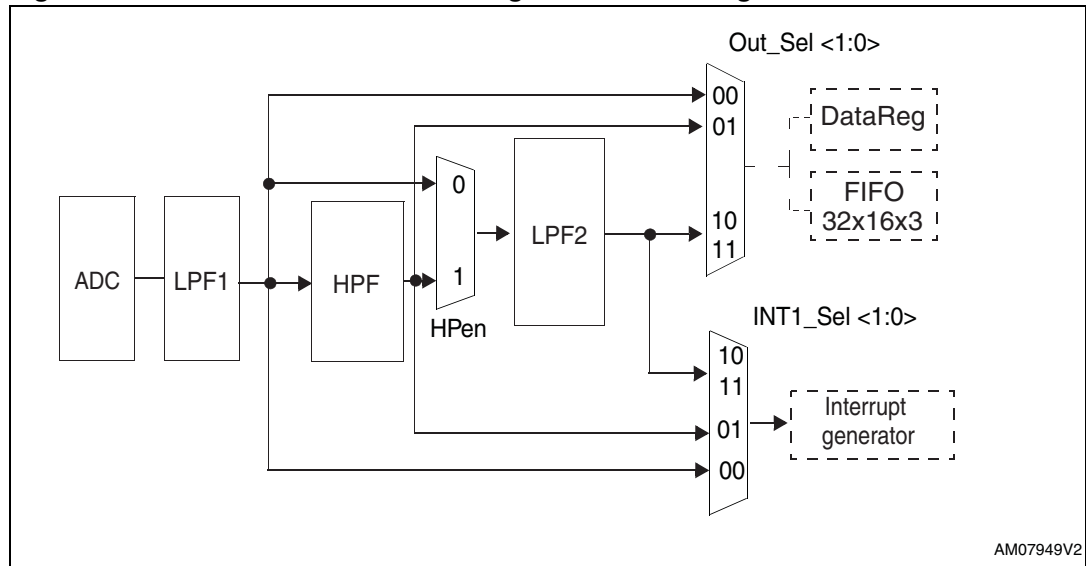 Out_Sel <1:0>
00
01
DataReg
0
LPF2
FIFO
32x16x3
10
11
ADC
LPF1
HPF
1
HPen
INT1_Sel <1:0>
10
11
01
00
Interrupt
generator
AM07949V2